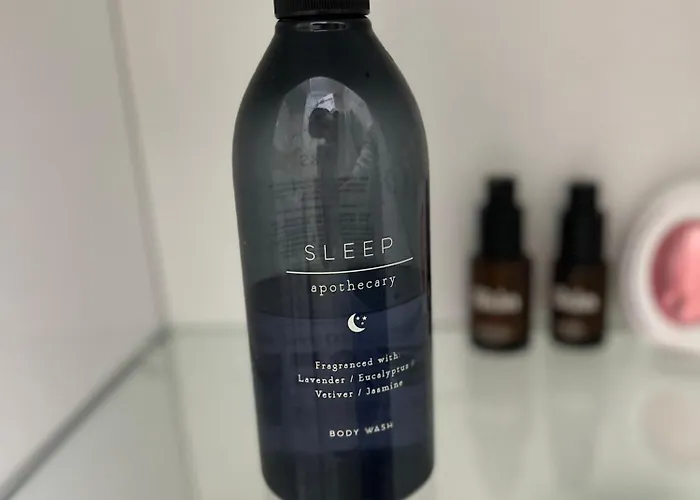 SLEEP
apothecary
Fragranced with:
Lavender / Eucalyptus
Vetiver / Jasmine
BODY WASH